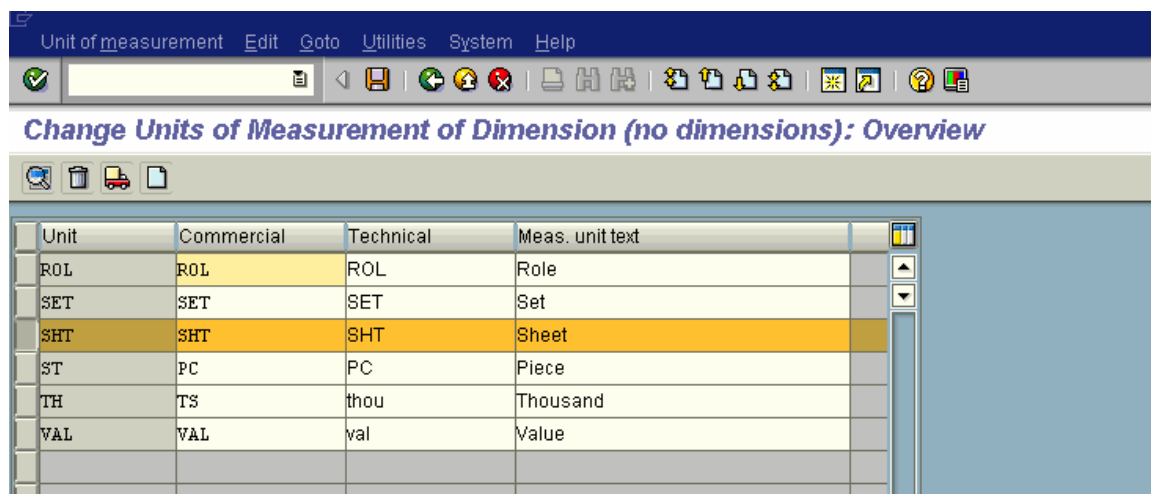 Unit of measurement Edit Goto Utilities System Help
Change Units of Measurement of Dimension (no dimensions): Overview
Unit Commercial Technical Meas. unit text
ROL ROL ROL Role
SET SET SET Set
SHT SHT SHT Sheet
ST PC PC Piece
TH TS thou Thousand
VAL VAL val Value